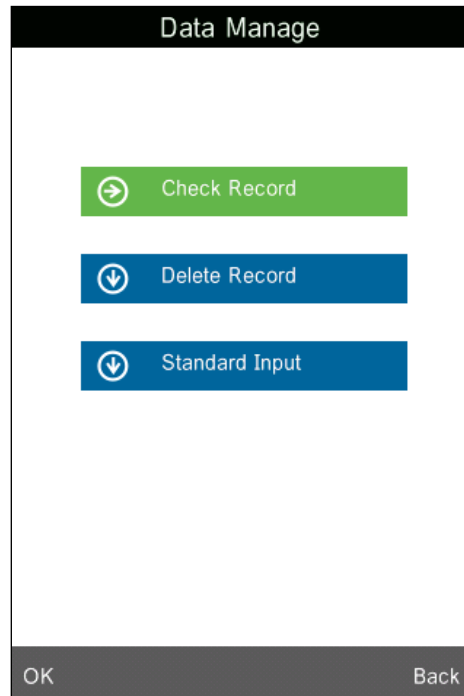 Data Manage
Check Record
Delete Record
Standard Input
OK Back